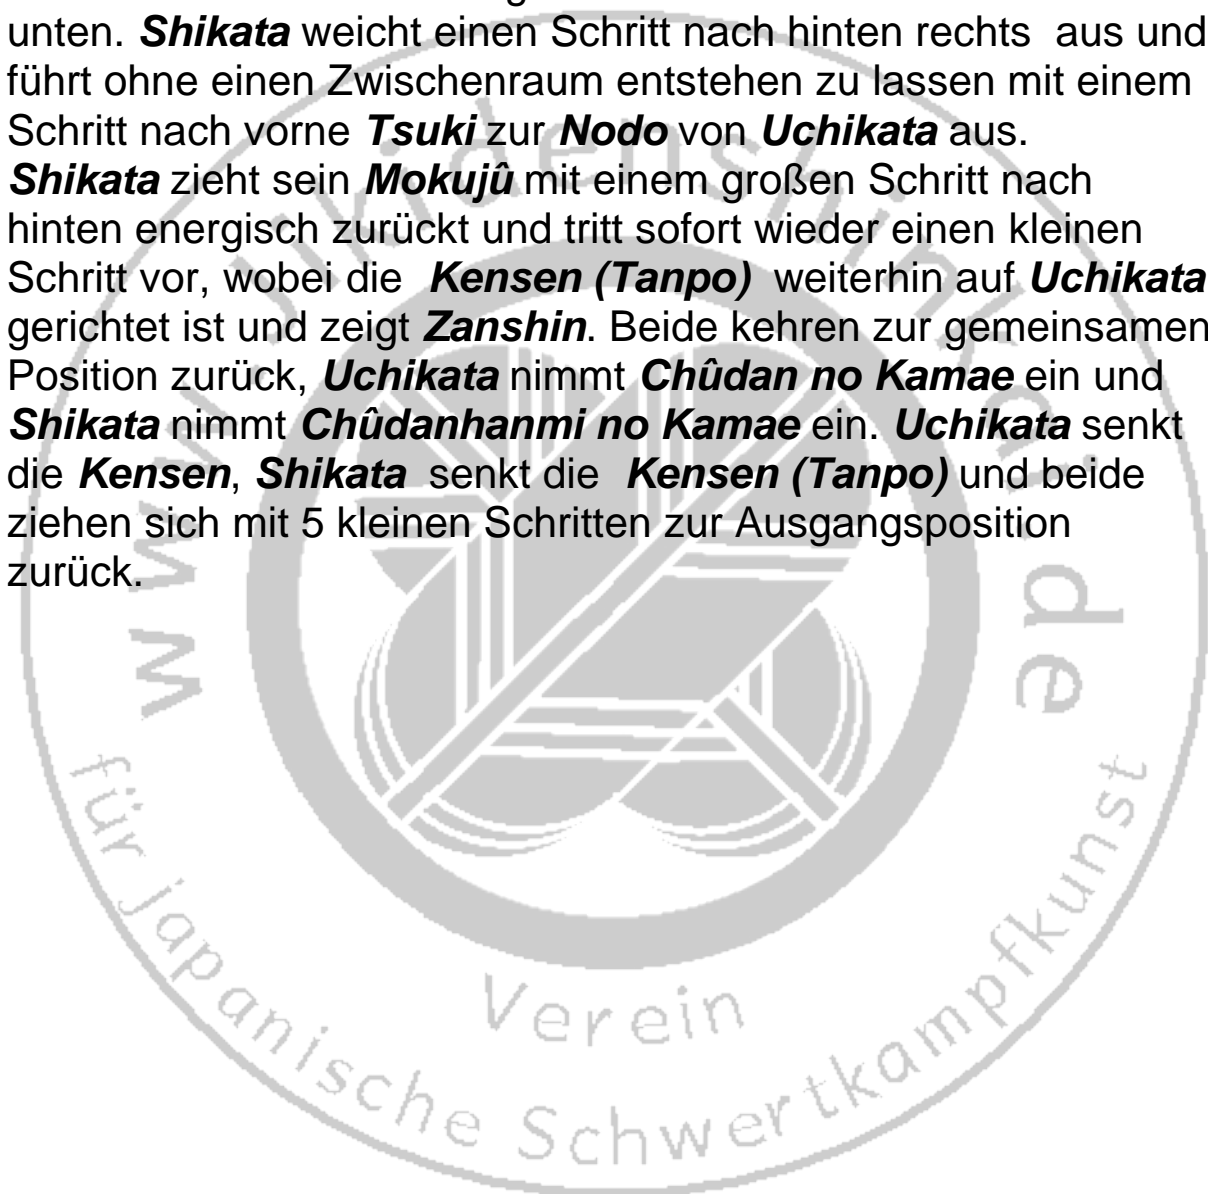 unten. Shikata weicht einen Schritt nach hinten rechts aus und
führt ohne einen Zwischenraum entstehen zu lassen mit einem
Schritt nach vorne Tsuki zur Nodo von Uchikata aus.
Shikata zieht sein Mokujû mit einem großen Schritt nach
hinten energisch zurückt und tritt sofort wieder einen kleinen
Schritt vor, wobei die Kensen (Tanpo) weiterhin auf Uchikata
gerichtet ist und zeigt Zanshin. Beide kehren zur gemeinsamen
Position zurück, Uchikata nimmt Chûdan no Kamae ein und
Shikata nimmt Chûdanhanmi no Kamae ein. Uchikata senkt
die Kensen, Shikata senkt die Kensen (Tanpo) und beide
ziehen sich mit 5 kleinen Schritten zur Ausgangsposition
zurück.
www.jikidenshinkai.de
Verein
für japanische Schwertkampfkunst